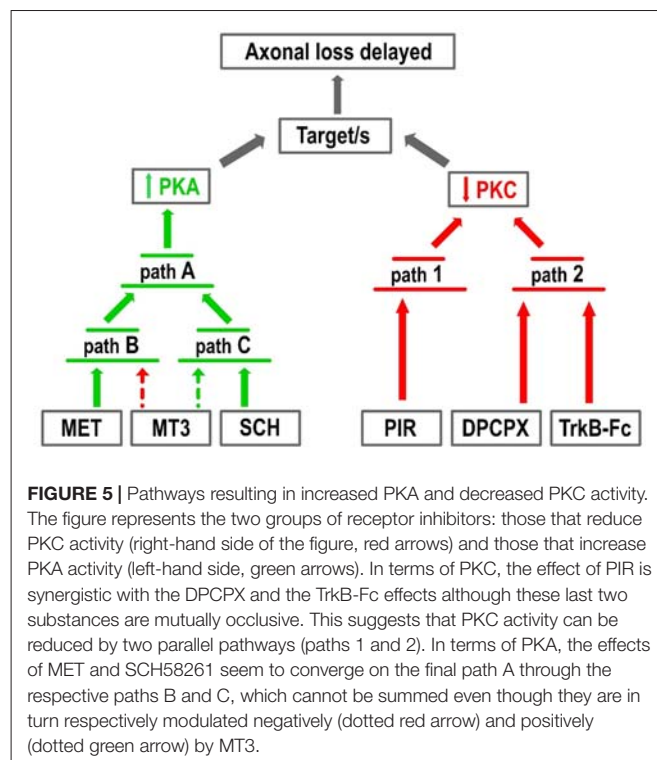 Axonal loss delayed
Target/s
↑ PKA
↓ PKC
path A
path 1
path 2
path B
path C
MET
MT3
SCH
PIR
DPCPX
TrkB-Fc
FIGURE 5 | Pathways resulting in increased PKA and decreased PKC activity.
The figure represents the two groups of receptor inhibitors: those that reduce
PKC activity (right-hand side of the figure, red arrows) and those that increase
PKA activity (left-hand side, green arrows). In terms of PKC, the effect of PIR is
synergistic with the DPCPX and the TrkB-Fc effects although these last two
substances are mutually occlusive. This suggests that PKC activity can be
reduced by two parallel pathways (paths 1 and 2). In terms of PKA, the effects
of MET and SCH58261 seem to converge on the final path A through the
respective paths B and C, which cannot be summed even though they are in
turn respectively modulated negatively (dotted red arrow) and positively
(dotted green arrow) by MT3.